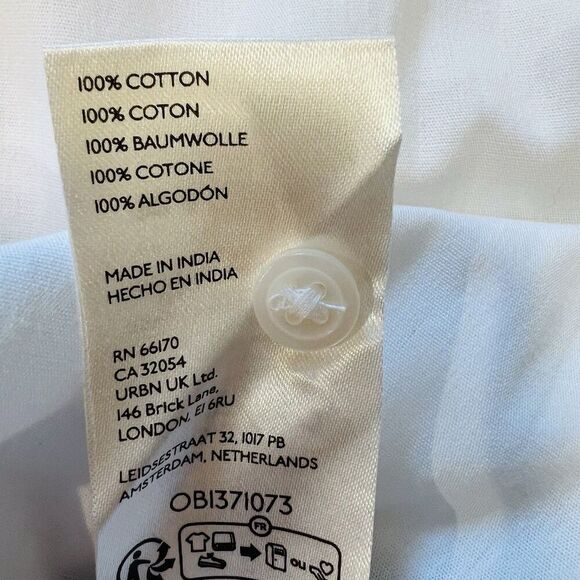 100% COTTON
100% COTON
100% BAUMWOLLE
100% COTONE
100% ALGODÓN
MADE IN INDIA
HECHO EN INDIA
RN 66170
CA 32054
URBN UK Ltd.
146 Brick Lane,
LONDON, E1 6RU
LEIDSESTRAAT 32, 1017 PB
AMSTERDAM, NETHERLANDS
OB1371073
FR
ou